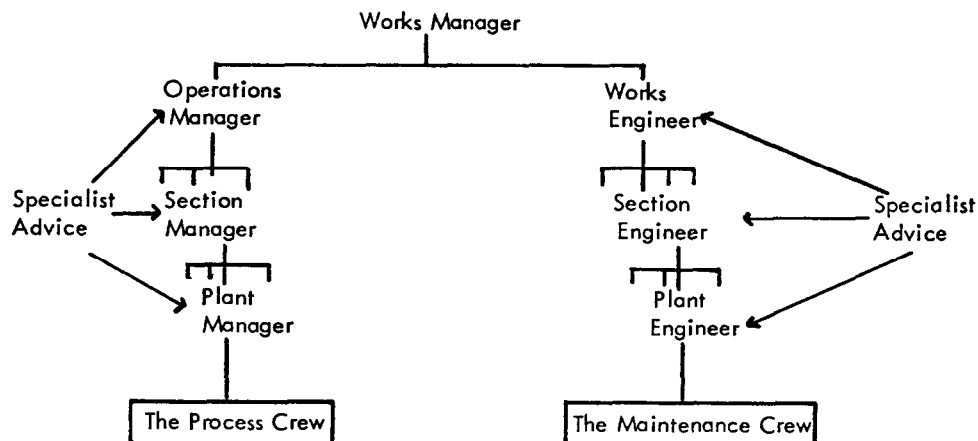 Works Manager
Operations
Manager
Works
Engineer
Specialist
Advice
Section
Manager
Section
Engineer
Specialist
Advice
Plant
Manager
Plant
Engineer
The Process Crew
The Maintenance Crew